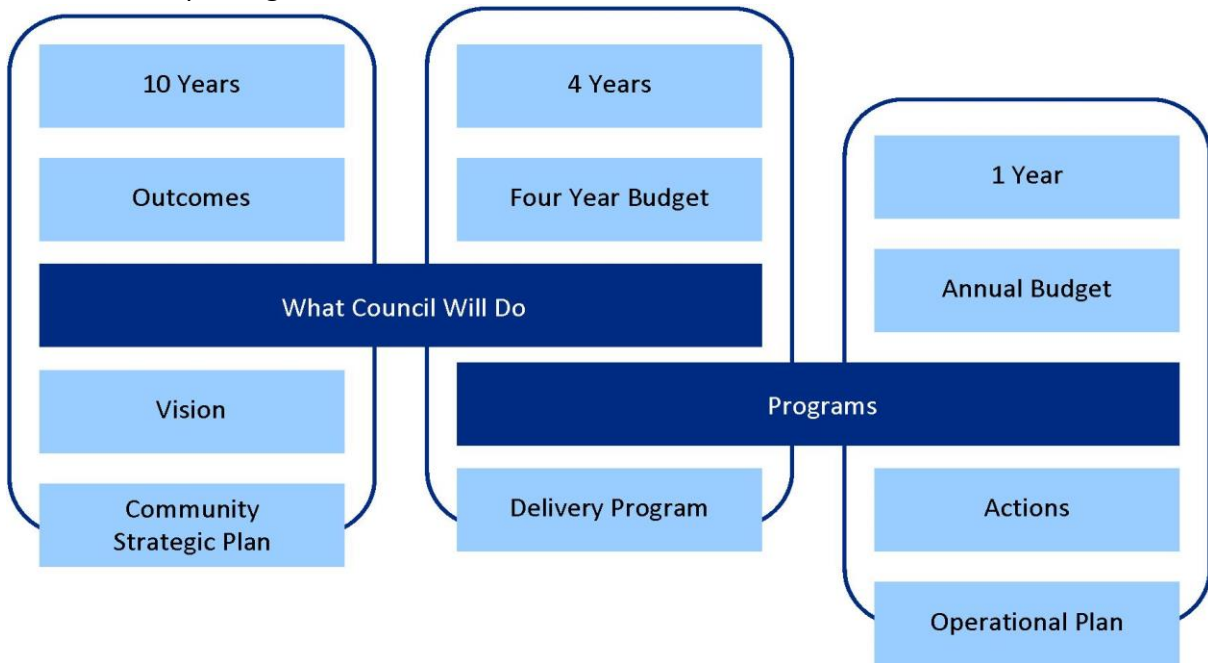 10 Years
Outcomes
What Council Will Do
Vision
Community
Strategic Plan
4 Years
Four Year Budget
Programs
Delivery Program
1 Year
Annual Budget
Actions
Operational Plan